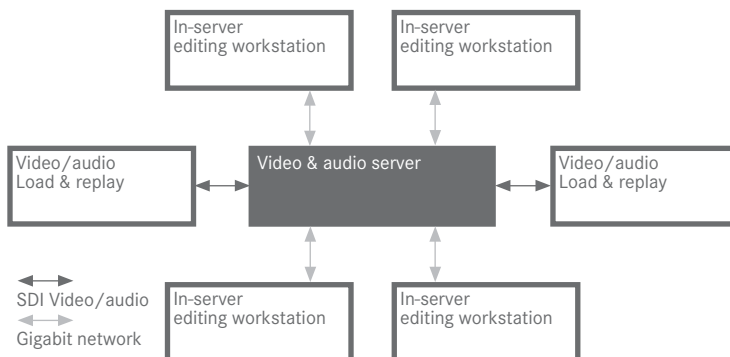 In-server
editing workstation
In-server
editing workstation
Video/audio
Load & replay
Video & audio server
Video/audio
Load & replay
SDI Video/audio
Gigabit network
In-server
editing workstation
In-server
editing workstation